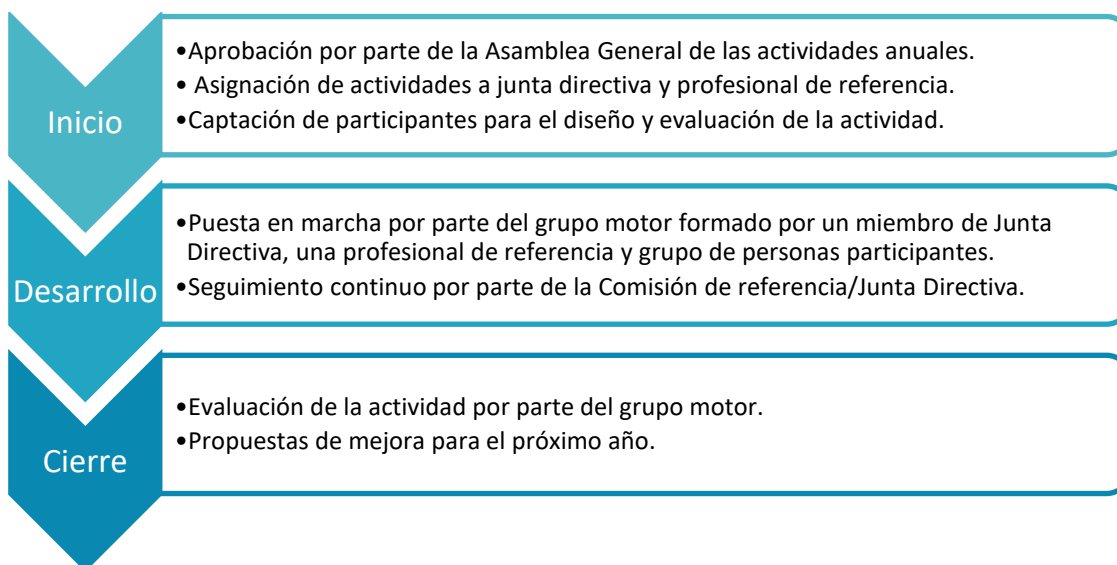 Inicio
•Aprobación por parte de la Asamblea General de las actividades anuales.
• Asignación de actividades a junta directiva y profesional de referencia.
•Captación de participantes para el diseño y evaluación de la actividad.
Desarrollo
•Puesta en marcha por parte del grupo motor formado por un miembro de Junta
Directiva, una profesional de referencia y grupo de personas participantes.
•Seguimiento continuo por parte de la Comisión de referencia/Junta Directiva.
Cierre
•Evaluación de la actividad por parte del grupo motor.
•Propuestas de mejora para el próximo año.